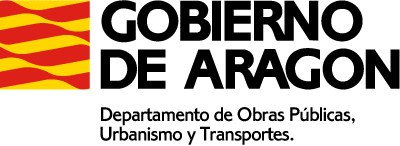 GOBIERNO
DE ARAGON
Departamento de Obras Públicas,
Urbanismo y Transportes.